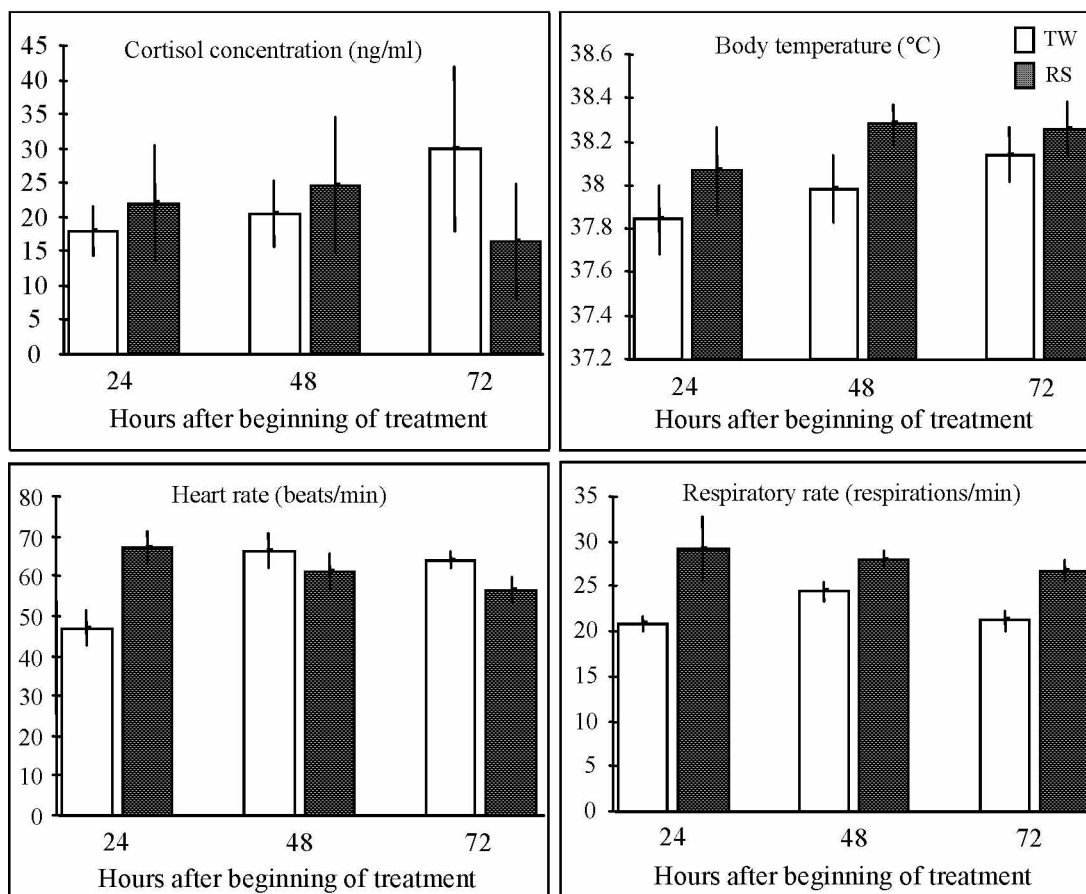 Cortisol concentration (ng/ml)
45
40
35
30
25
20
15
10
5
0
24 48 72
Hours after beginning of treatment
Body temperature (°C)
TW
RS
38.6
38.4
38.2
38
37.8
37.6
37.4
37.2
24 48 72
Hours after beginning of treatment
Heart rate (beats/min)
80
70
60
50
40
30
20
10
0
24 48 72
Hours after beginning of treatment
Respiratory rate (respirations/min)
35
30
25
20
15
10
5
0
24 48 72
Hours after beginning of treatment